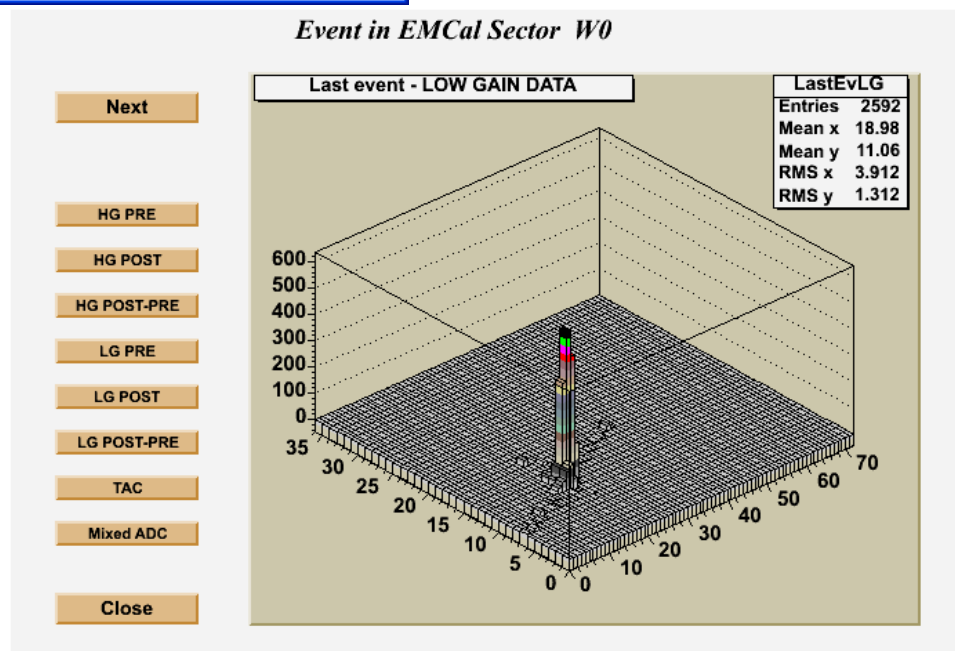 Event in EMCal Sector W0
Last event - LOW GAIN DATA
LastEvLG
Entries 2592
Mean x 18.98
Mean y 11.06
RMS x 3.912
RMS y 1.312
Next
HG PRE
HG POST
HG POST-PRE
LG PRE
LG POST
LG POST-PRE
TAC
Mixed ADC
Close
600
500
400
300
200
100
0
35
30
25
20
15
10
5
0
0
10
20
30
40
50
60
70